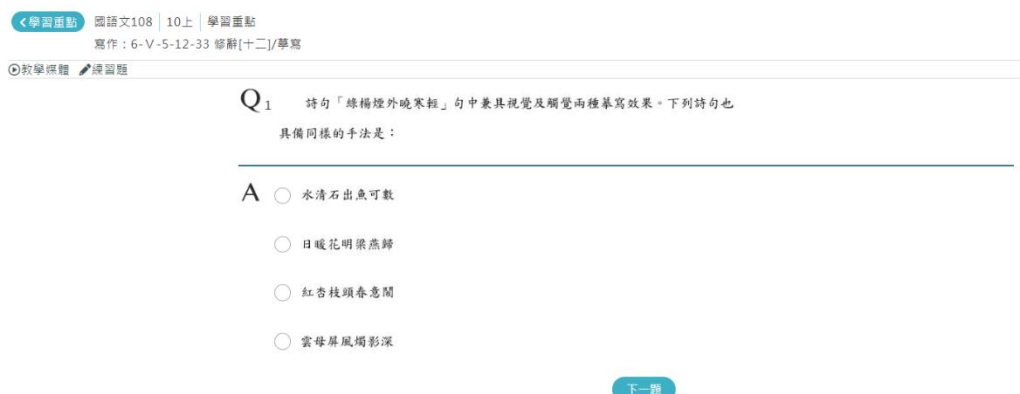 學習重點 國語文108 10上 學習重點
寫作：6-Ⅴ-5-12-33 修辭[十二]/摹寫
教學媒體 練習題
Q1 詩句「綠楊煙外曉寒輕」句中兼具視覺及觸覺兩種摹寫效果。下列詩句也
具備同樣的手法是：
A 水清石出魚可數
日暖花明梁燕歸
紅杏枝頭春意鬧
雲母屏風燭影深
下一題